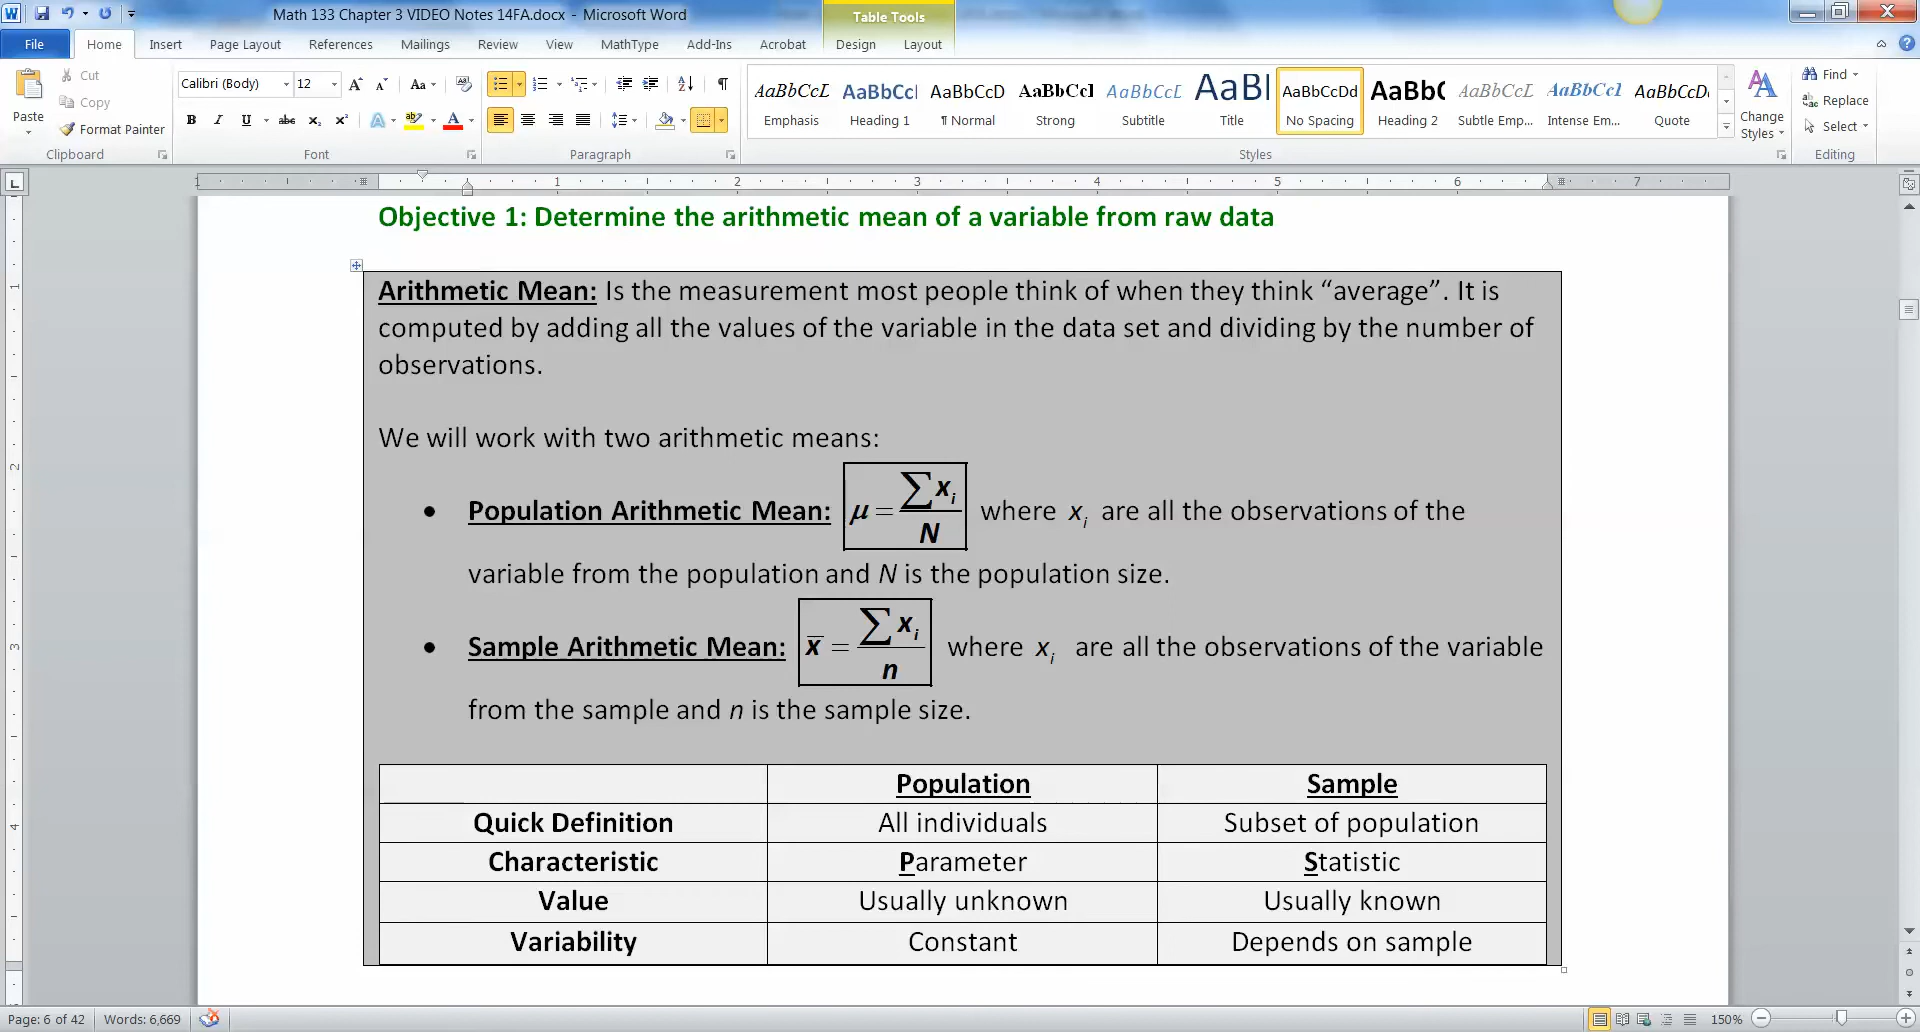 Math 133 Chapter 3 VIDEO Notes 14FA.docx - Microsoft Word
Table Tools
File Home Insert Page Layout References Mailings Review View MathType Add-Ins Acrobat Design Layout
Paste
Cut
Copy
Format Painter
Clipboard
Calibri (Body) 12
Font
Paragraph
AaBbCcL AaBbCcI AaBbCcD AaBbCcI AaBbCcL AaBI AaBbCcDd AaBbC AaBbCcL AaBbCcI AaBbCcD
Emphasis Heading 1 ¶ Normal Strong Subtitle Title No Spacing Heading 2 Subtle Emp... Intense Em... Quote
Styles
Change Styles
Find
Replace
Select
Editing
1 1 2 3 4 5 6 7
Objective 1: Determine the arithmetic mean of a variable from raw data
Arithmetic Mean: Is the measurement most people think of when they think “average”. It is
computed by adding all the values of the variable in the data set and dividing by the number of
observations.
We will work with two arithmetic means:
• Population Arithmetic Mean: μ = ∑xᵢ / N where xᵢ are all the observations of the
variable from the population and N is the population size.
• Sample Arithmetic Mean: x̅ = ∑xᵢ / n where xᵢ are all the observations of the variable
from the sample and n is the sample size.
Population Sample
Quick Definition All individuals Subset of population
Characteristic Parameter Statistic
Value Usually unknown Usually known
Variability Constant Depends on sample
Page: 6 of 42 Words: 6,669 150%